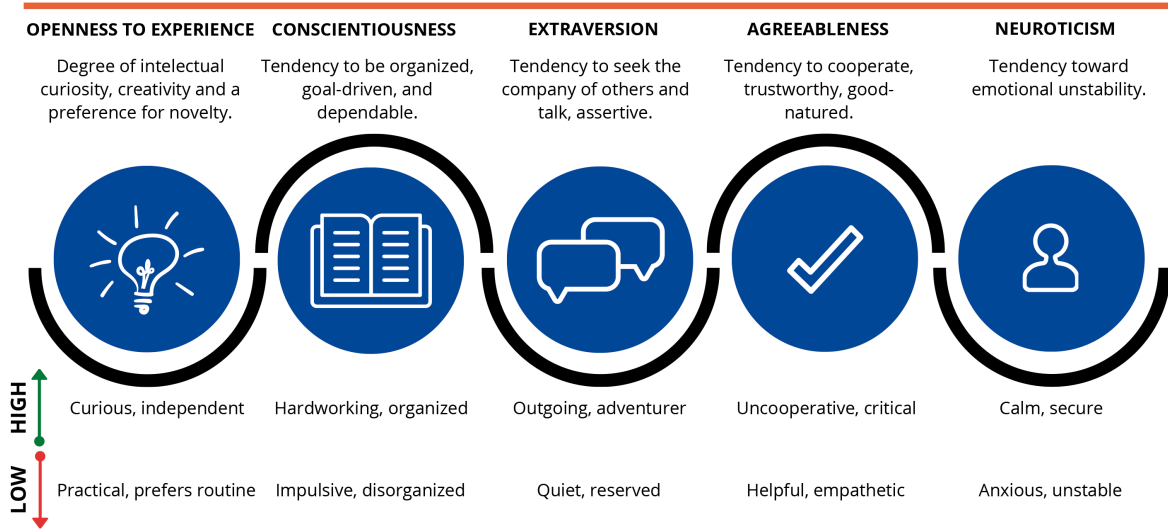 OPENNESS TO EXPERIENCE
Degree of intelectual
curiosity, creativity and a
preference for novelty.
CONSCIENTIOUSNESS
Tendency to be organized,
goal-driven, and
dependable.
EXTRAVERSION
Tendency to seek the
company of others and
talk, assertive.
AGREEABLENESS
Tendency to cooperate,
trustworthy, good-
natured.
NEUROTICISM
Tendency toward
emotional unstability.
HIGH
Curious, independent
Hardworking, organized
Outgoing, adventurer
Uncooperative, critical
Calm, secure
LOW
Practical, prefers routine
Impulsive, disorganized
Quiet, reserved
Helpful, empathetic
Anxious, unstable